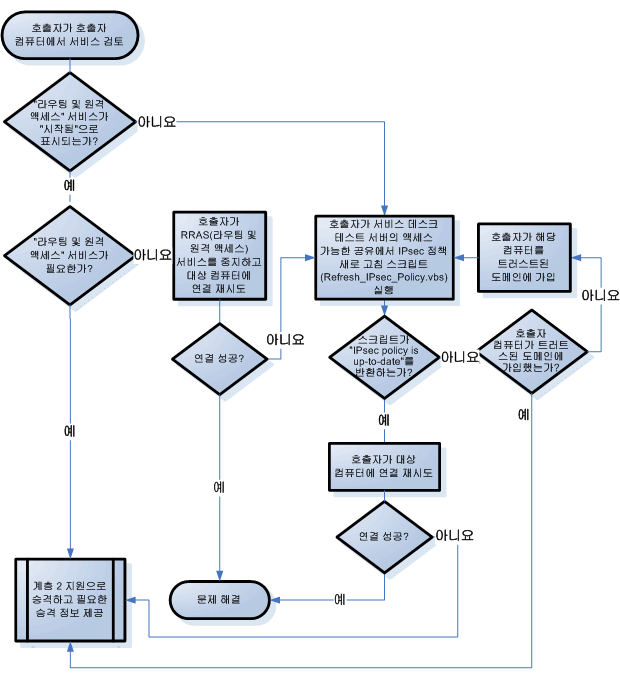 호출자가 호출자
컴퓨터에서 서비스 검토
"라우팅 및 원격
액세스" 서비스가
"시작됨"으로
표시되는가?
아니요
예
"라우팅 및 원격
액세스" 서비스가
필요한가?
아니요
예
호출자가
RRAS(라우팅 및
원격 액세스)
서비스를 중지하고
대상 컴퓨터에
연결 재시도
연결 성공?
아니요
예
호출자가 서비스 데스크
테스트 서버의 액세스
가능한 공유에서 IPsec 정책
새로 고침 스크립트
(Refresh_IPsec_Policy.vbs)
실행
스크립트가
"IPsec policy is
up-to-date"를
반환하는가?
아니요
예
호출자가 해당
컴퓨터를
트러스트된
도메인에 가입
아니요
호출자
컴퓨터가 트러트
스된 도메인에
가입했는가?
예
호출자가 대상
컴퓨터에 연결 재시도
연결 성공?
아니요
예
계층 2 지원으로
승격하고 필요한
승격 정보 제공
문제 해결